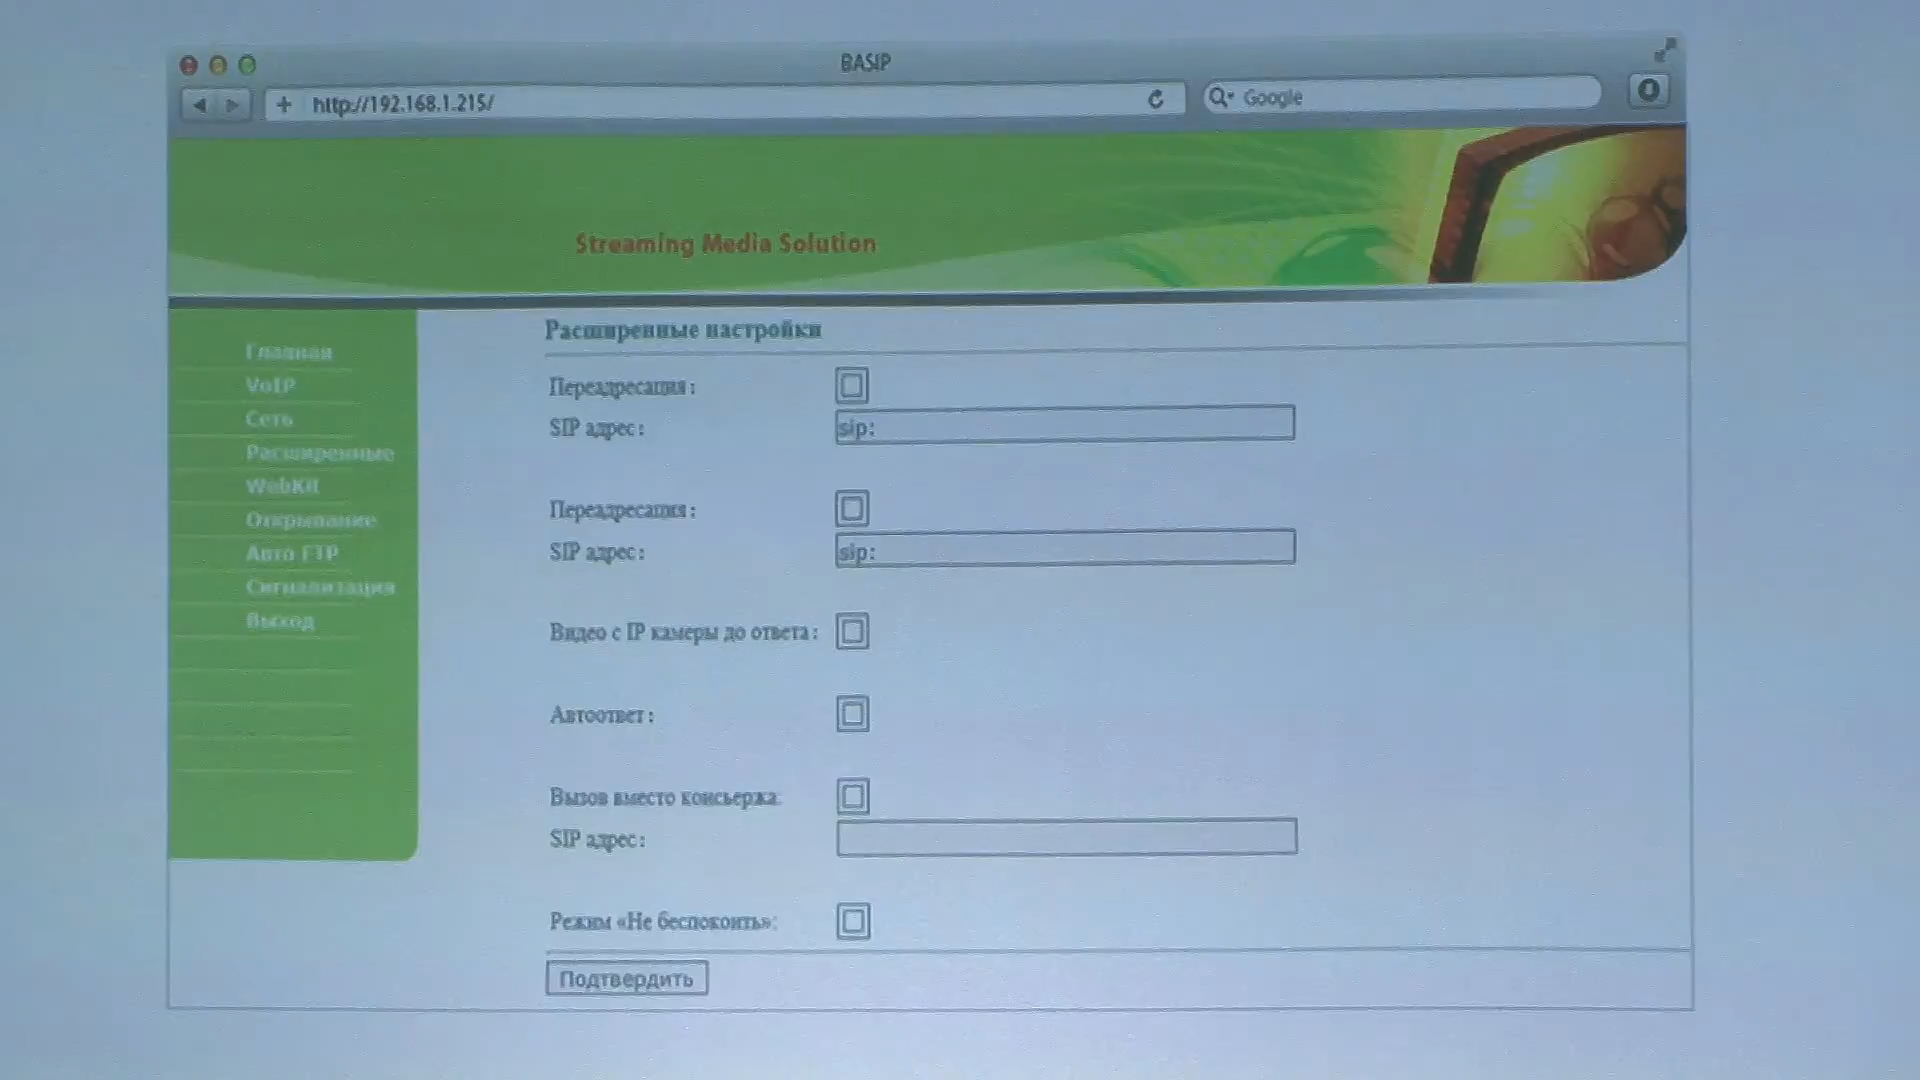 BASIP
http://192.168.1.215/
Google
Streaming Media Solution
Главная
VoIP
Сеть
Расширенные
WebKit
Открывание
Авто FTP
Сигнализация
Выход
Расширенные настройки
Переадресация :
SIP адрес :
sip:
Переадресация :
SIP адрес :
sip:
Видео с IP камеры до ответа :
Автоответ :
Вызов вместо консьержа:
SIP адрес :
Режим «Не беспокоить»:
Подтвердить